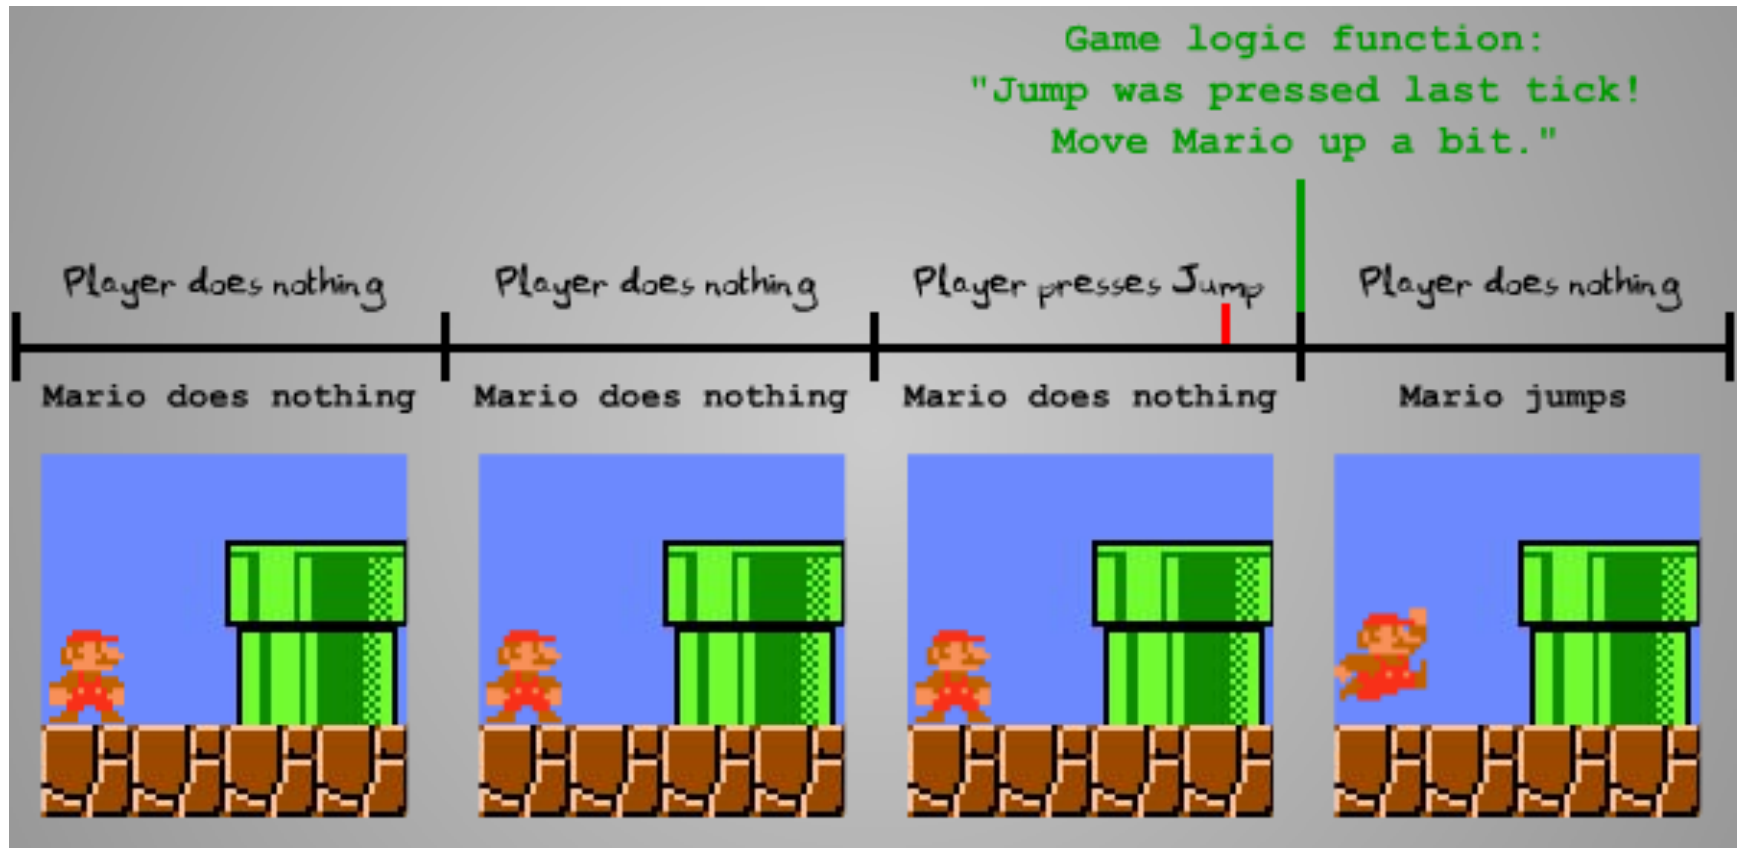 Game logic function:
"Jump was pressed last tick!
Move Mario up a bit."
Player does nothing
Player does nothing
Player presses Jump
Player does nothing
Mario does nothing
Mario does nothing
Mario does nothing
Mario jumps